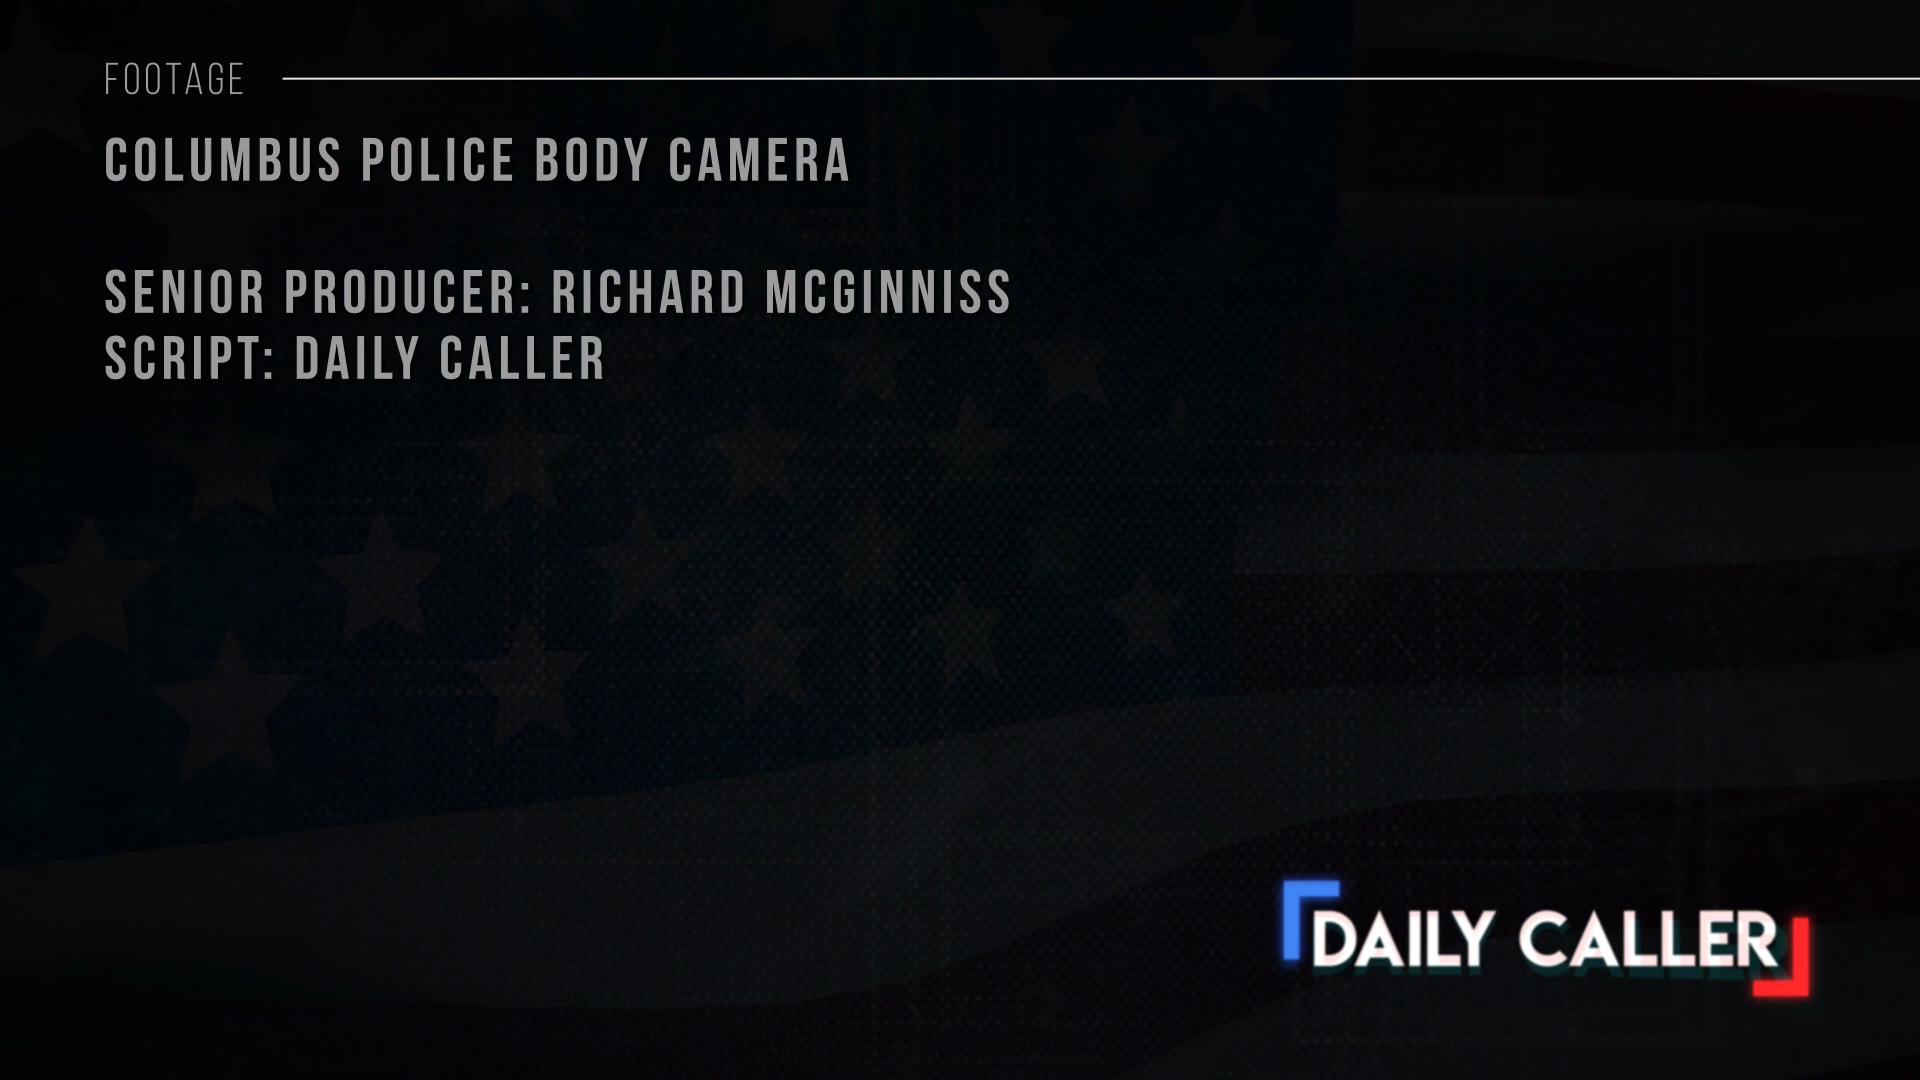 FOOTAGE
COLUMBUS POLICE BODY CAMERA
SENIOR PRODUCER: RICHARD MCGINNISS
SCRIPT: DAILY CALLER
DAILY CALLER